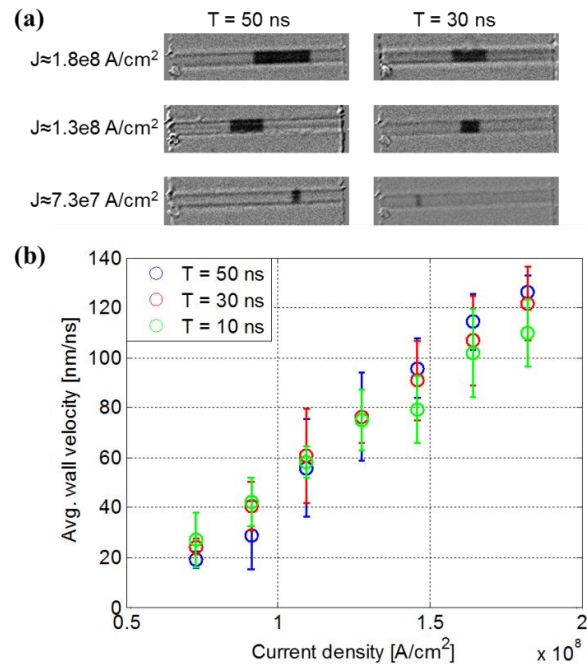 (a)
T = 50 ns T = 30 ns
J≈1.8e8 A/cm²
J≈1.3e8 A/cm²
J≈7.3e7 A/cm²
(b)
140
120
100
80
60
40
20
0
Avg. wall velocity [nm/ns]
T = 50 ns
T = 30 ns
T = 10 ns
0.5 1 1.5 2
Current density [A/cm²] × 10⁸